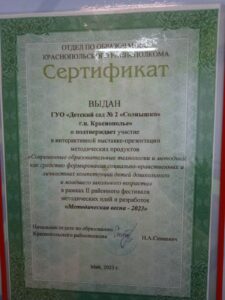 ОТДЕЛ ПО ОБРАЗОВАНИЮ
КРАСНОПОЛЬСКОГО РАЙИСПОЛКОМА
Сертификат
ВЫДАН
ГУО «Детский сад № 2 «Солнышко»
г.п. Краснополье»
и подтверждает участие
в интерактивной выставке-презентации
методических продуктов
«Современные образовательные технологии и методики
как средство формирования социально-нравственных и
личностных компетенций детей дошкольного
и младшего школьного возраста»
в рамках II районного фестиваля
методических идей и разработок
«Методическая весна - 2023»
Начальник отдела по образованию
Краснопольского райисполкома
Май, 2023 г.